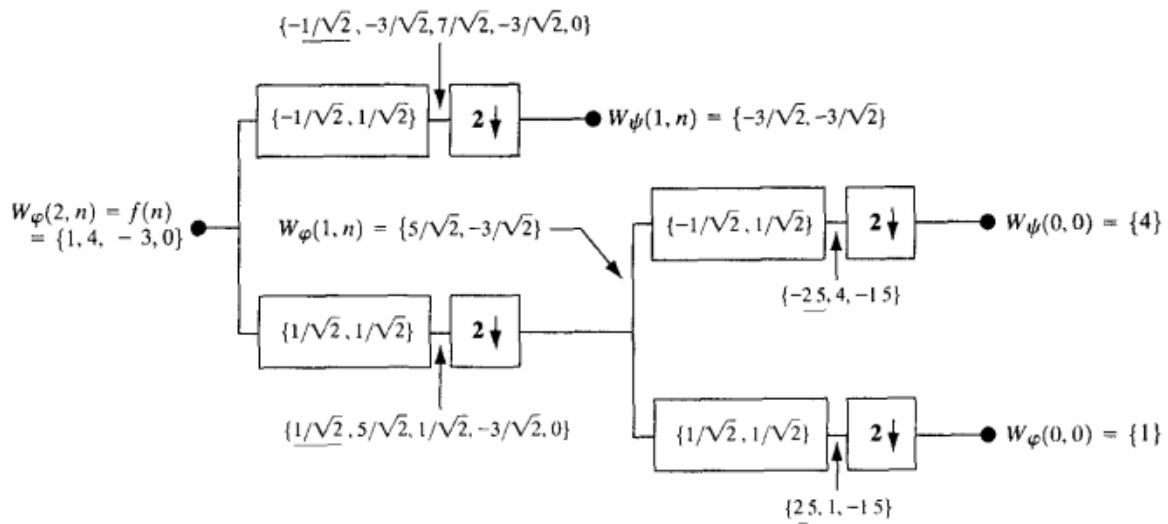 {-1/√2, -3/√2, 7/√2, -3/√2, 0}
{-1/√2, 1/√2}
2↓
W_ψ(1, n) = {-3/√2, -3/√2}
W_φ(2, n) = f(n)
= {1, 4, -3, 0}
W_φ(1, n) = {5/√2, -3/√2}
{-1/√2, 1/√2}
2↓
W_ψ(0, 0) = {4}
{-2 5, 4, -1 5}
{1/√2, 1/√2}
2↓
{1/√2, 5/√2, 1/√2, -3/√2, 0}
{1/√2, 1/√2}
2↓
W_φ(0, 0) = {1}
{2 5, 1, -1 5}